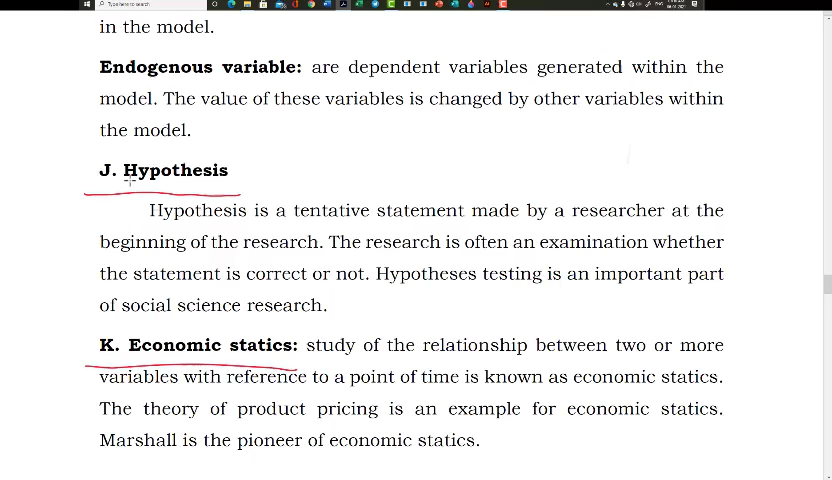 Type here to search
ENG
in the model.
Endogenous variable: are dependent variables generated within the
model. The value of these variables is changed by other variables within
the model.
J. Hypothesis
Hypothesis is a tentative statement made by a researcher at the
beginning of the research. The research is often an examination whether
the statement is correct or not. Hypotheses testing is an important part
of social science research.
K. Economic statics: study of the relationship between two or more
variables with reference to a point of time is known as economic statics.
The theory of product pricing is an example for economic statics.
Marshall is the pioneer of economic statics.